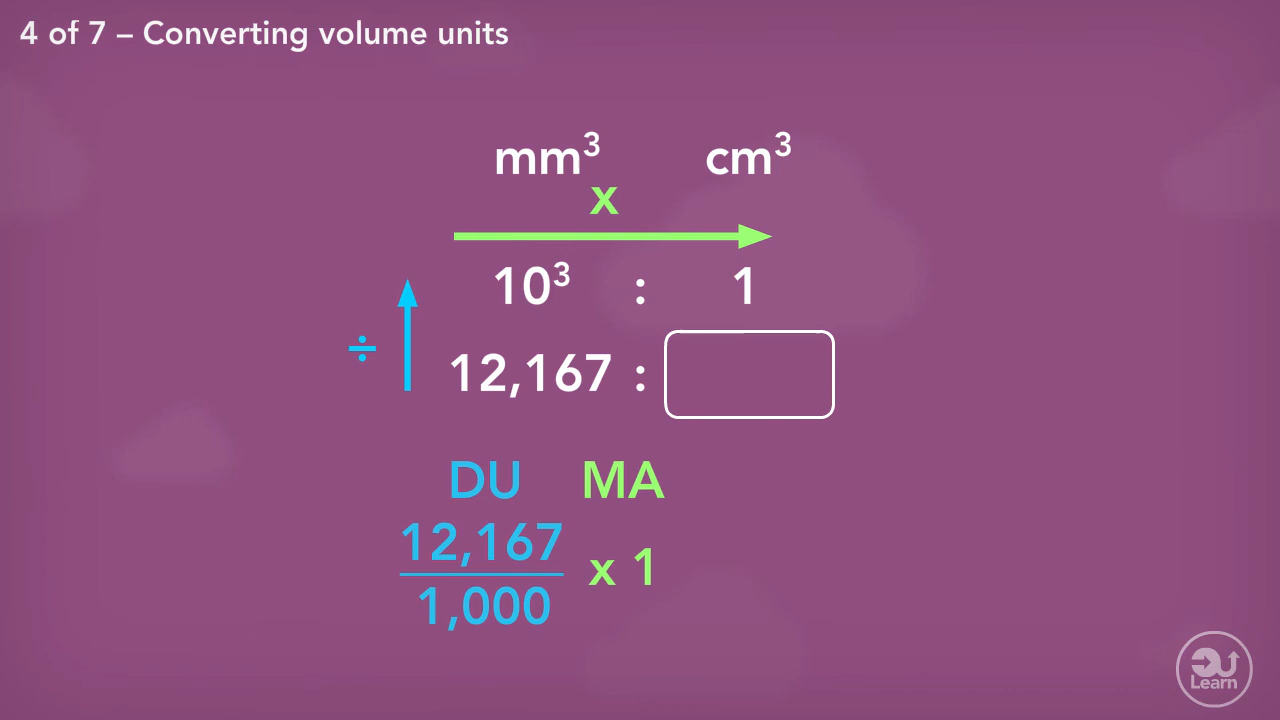 4 of 7 – Converting volume units
mm³ cm³
x
10³ : 1
÷
12,167 :
DU MA
12,167
x 1
1,000
Learn